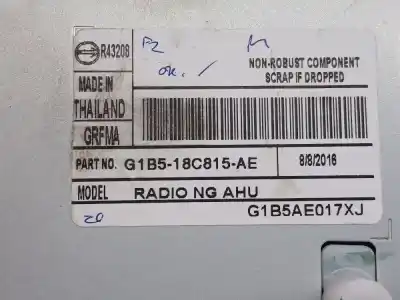 R43208
P2
OK. /
NON-ROBUST COMPONENT
SCRAP IF DROPPED
MADE IN
THAILAND
GRFMA
PART NO. G1B5-18C815-AE
8/8/2016
MODEL RADIO NG AHU
G1B5AE017XJ
20